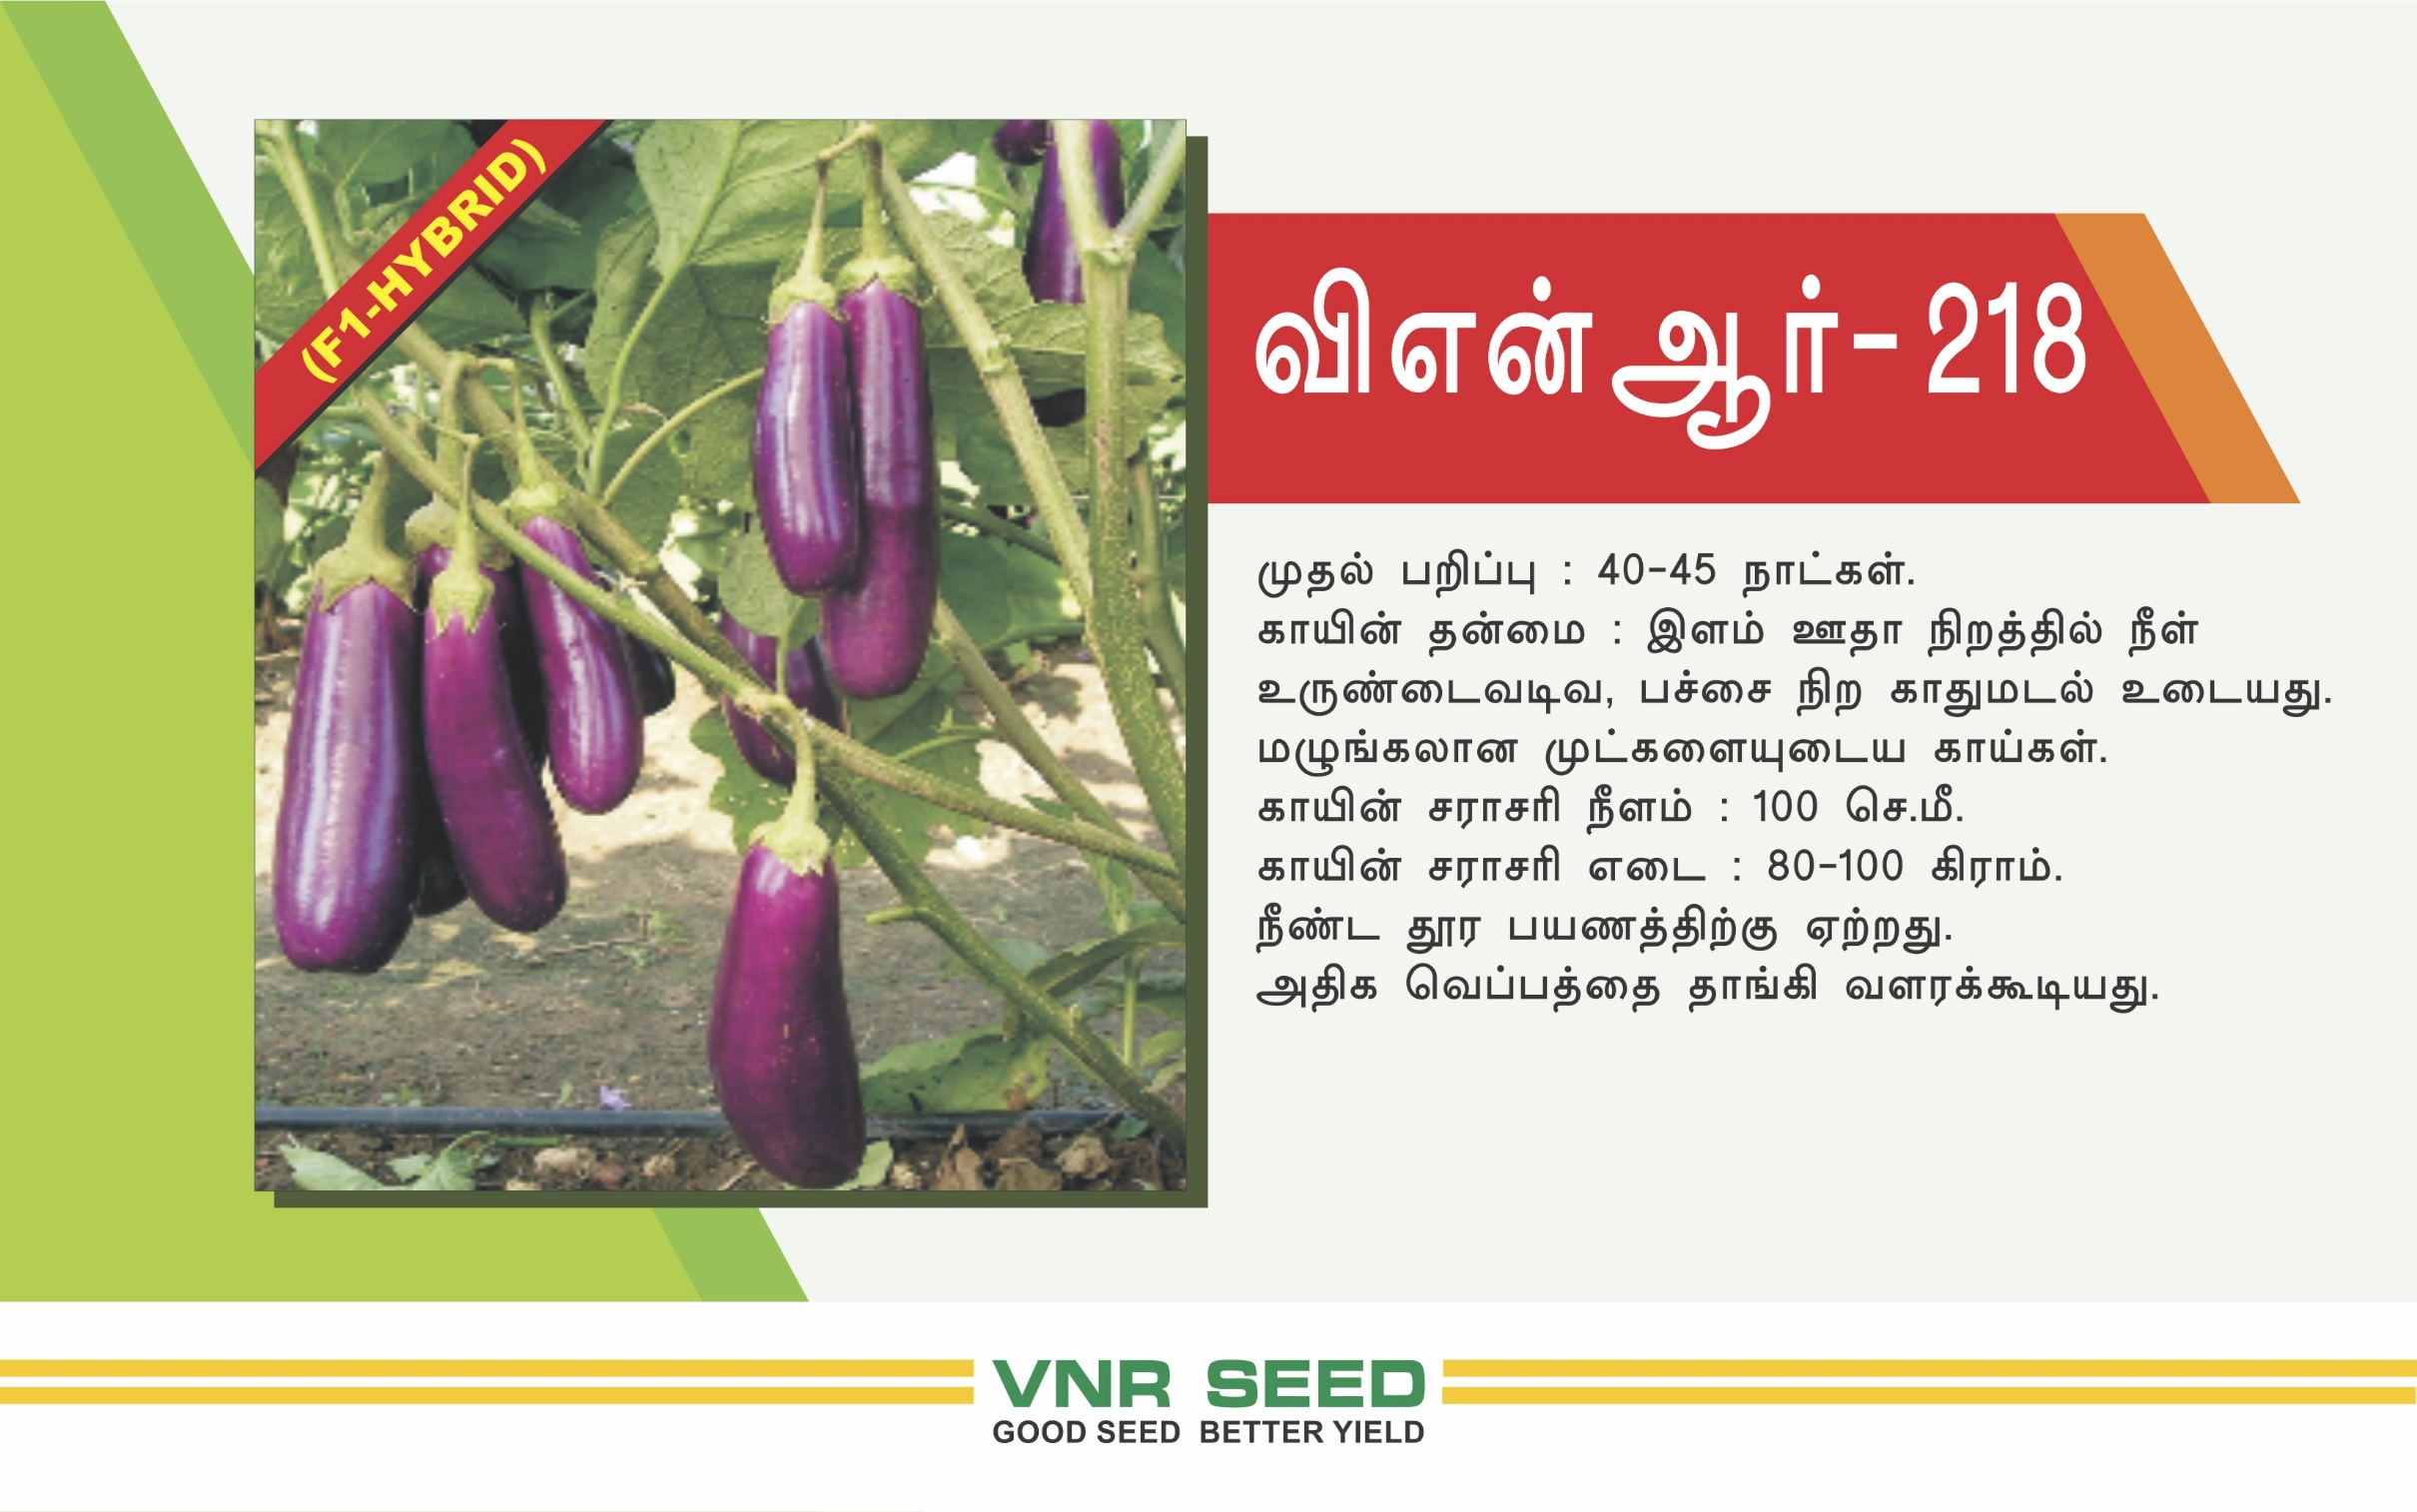 (F1-HYBRID)
விஎன்ஆர்-218
முதல் பறிப்பு : 40-45 நாட்கள்.
காயின் தன்மை : இளம் ஊதா நிறத்தில் நீள்
உருண்டைவடிவ, பச்சை நிற காதுமடல் உடையது.
மழுங்கலான முட்களையுடைய காய்கள்.
காயின் சராசரி நீளம் : 100 செ.மீ.
காயின் சராசரி எடை : 80-100 கிராம்.
நீண்ட தூர பயணத்திற்கு ஏற்றது.
அதிக வெப்பத்தை தாங்கி வளரக்கூடியது.
VNR SEED
GOOD SEED BETTER YIELD